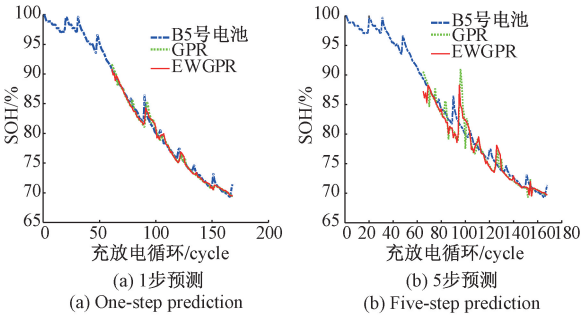 100
95
90
85
80
75
70
65
SOH/%
B5号电池
GPR
EWGPR
0 50 100 150 200
充放电循环/cycle
(a) 1步预测
(a) One-step prediction
100
95
90
85
80
75
70
65
SOH/%
B5号电池
GPR
EWGPR
0 20 40 60 80 100 120 140 160 180
充放电循环/cycle
(b) 5步预测
(b) Five-step prediction